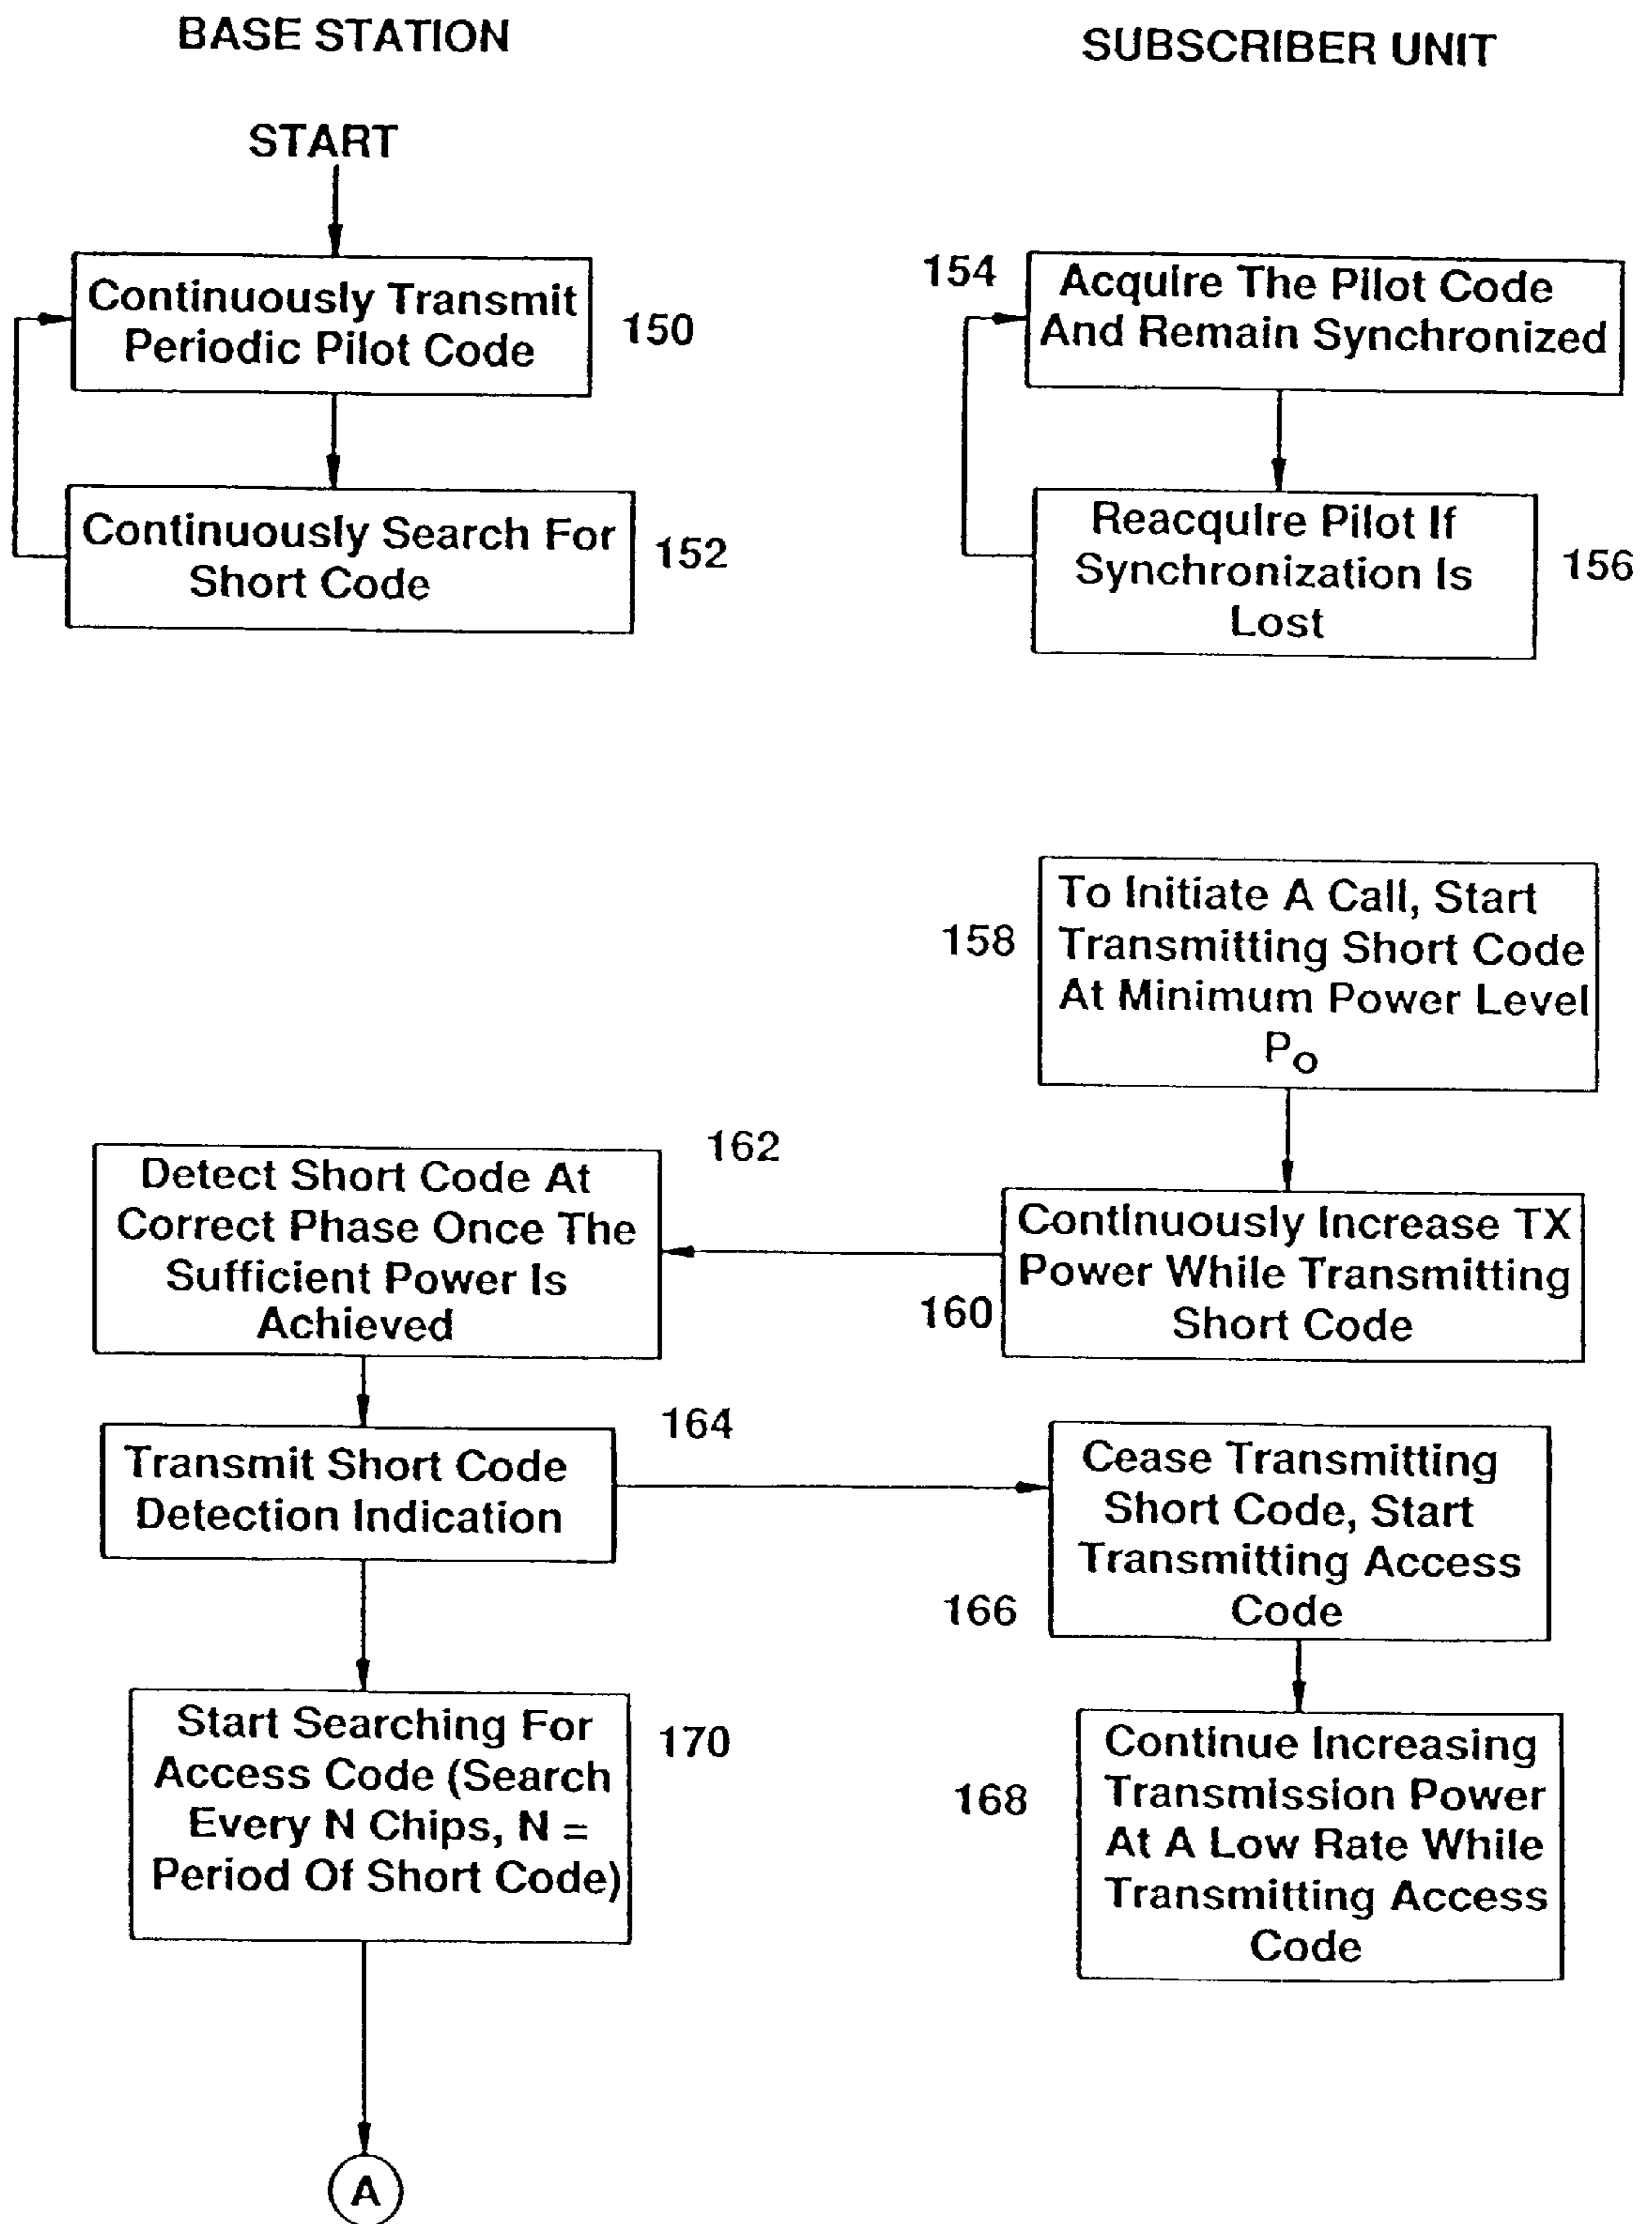 BASE STATION
SUBSCRIBER UNIT
START
Continuously Transmit
Periodic Pilot Code
150
154
Acquire The Pilot Code
And Remain Synchronized
Continuously Search For
Short Code
152
Reacquire Pilot If
Synchronization Is
Lost
156
158
To Initiate A Call, Start
Transmitting Short Code
At Minimum Power Level
Po
162
Detect Short Code At
Correct Phase Once The
Sufficient Power Is
Achieved
Continuously Increase TX
Power While Transmitting
Short Code
160
164
Transmit Short Code
Detection Indication
Cease Transmitting
Short Code, Start
Transmitting Access
Code
166
Start Searching For
Access Code (Search
Every N Chips, N =
Period Of Short Code)
170
Continue Increasing
Transmission Power
At A Low Rate While
Transmitting Access
Code
168
A